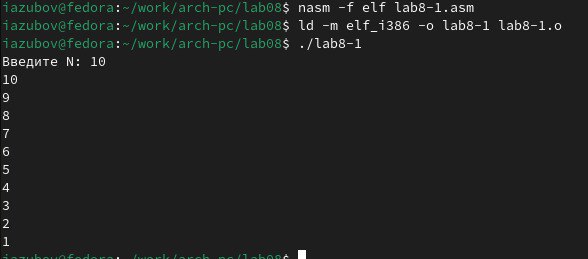 iazubov@fedora:~/work/arch-pc/lab08$ nasm -f elf lab8-1.asm
iazubov@fedora:~/work/arch-pc/lab08$ ld -m elf_i386 -o lab8-1 lab8-1.o
iazubov@fedora:~/work/arch-pc/lab08$ ./lab8-1
Введите N: 10
10
9
8
7
6
5
4
3
2
1
iazubov@fedora:~/work/arch-pc/lab08$